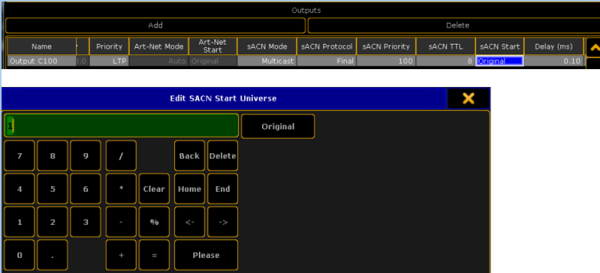 Outputs
Add Delete
Name Priority Art-Net Mode Art-Net Start sACN Mode sACN Protocol sACN Priority sACN TTL sACN Start Delay (ms)
Output C100 .0 LTP Auto Original Multicast Final 100 8 Original 0.10
Edit SACN Start Universe X
1 Original
7 8 9 / Back Delete
4 5 6 * Clear Home End
1 2 3 - % <- ->
0 . + = Please